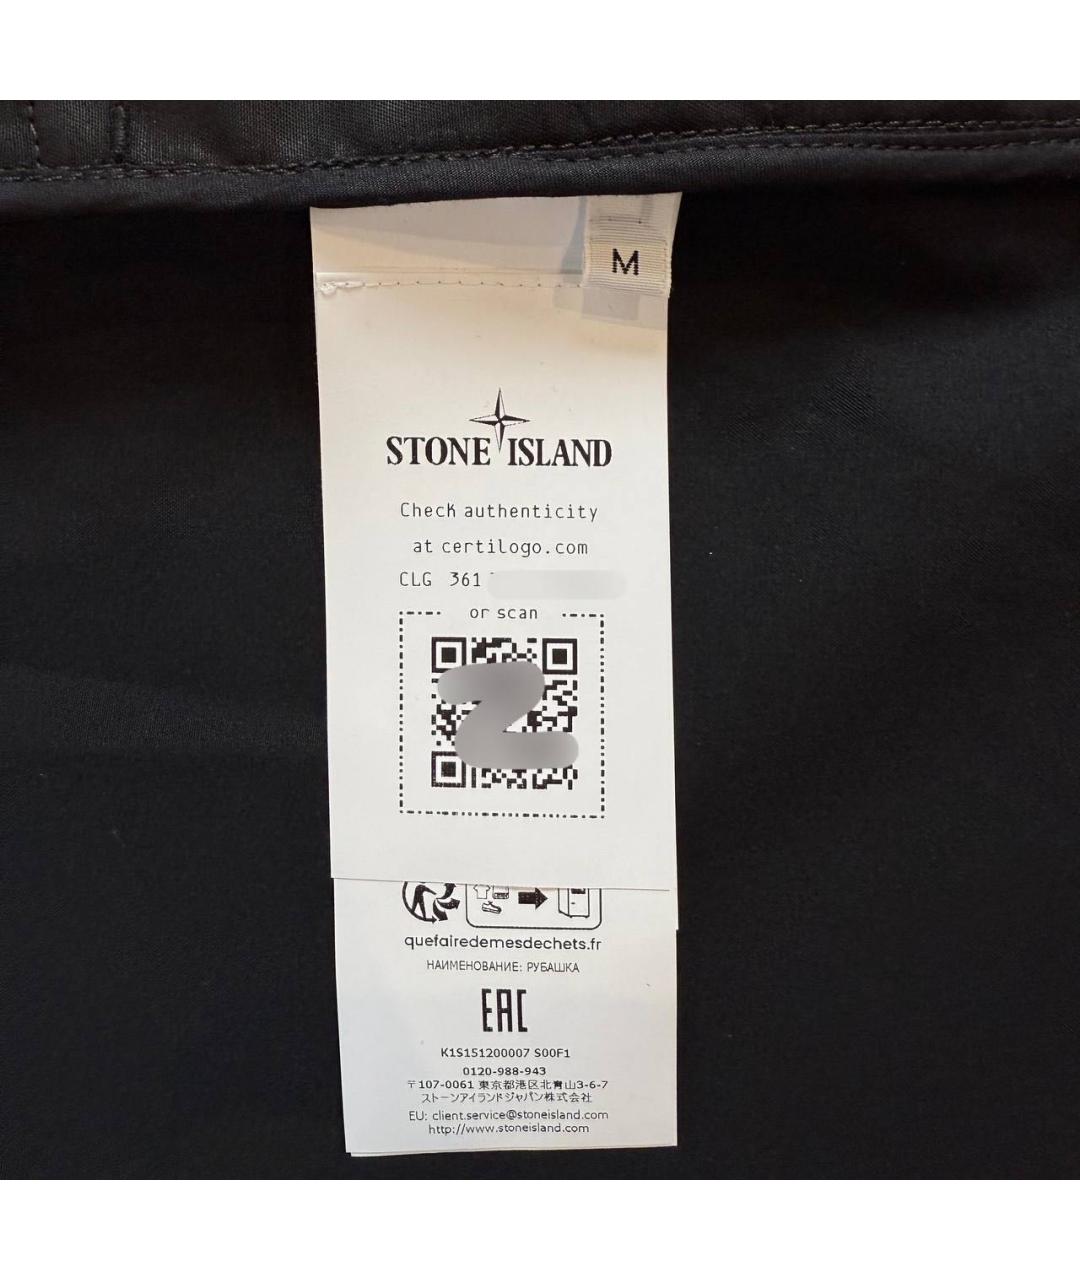 M
STONE ISLAND
Check authenticity
at certilogo.com
CLG 361
or scan
quefairedemesdechets.fr
НАИМЕНОВАНИЕ: РУБАШКА
EAC
K1S151200007 S00F1
0120-988-943
〒107-0061 東京都港区北青山3-6-7
ストーンアイランドジャパン株式会社
EU: client.service@stoneisland.com
http://www.stoneisland.com